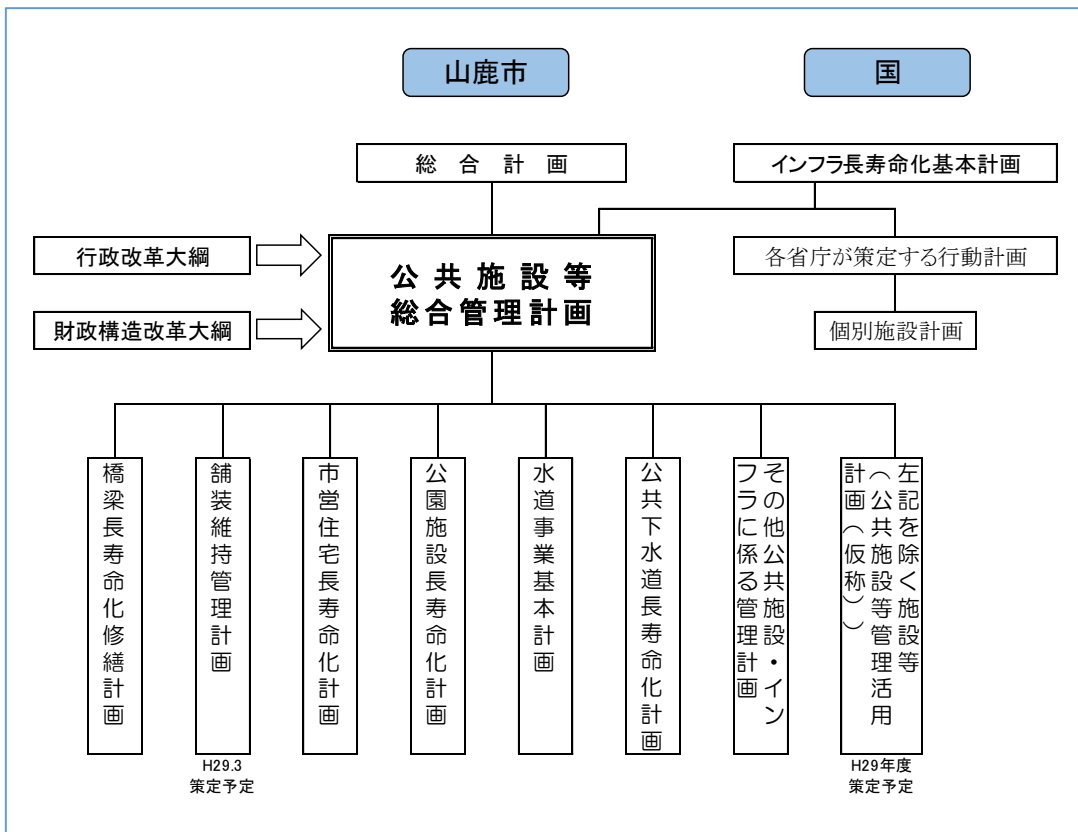 山鹿市
国
総合計画
インフラ長寿命化基本計画
行政改革大綱
公共施設等
総合管理計画
各省庁が策定する行動計画
財政構造改革大綱
個別施設計画
橋梁長寿命化修繕計画
舗装維持管理計画
H29.3
策定予定
市営住宅長寿命化計画
公園施設長寿命化計画
水道事業基本計画
公共下水道長寿命化計画
その他公共施設・イン
フラに係る管理計画
左記を除く施設等
（公共施設等管理活用
計画（仮称））
H29年度
策定予定